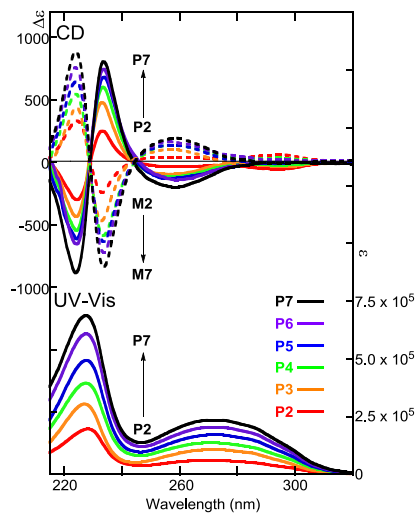 Δε
CD
1000
500
0
-500
-1000
P7
P2
M2
M7
ε
UV-Vis
P7
P2
P7
P6
P5
P4
P3
P2
7.5 x 10⁵
5.0 x 10⁵
2.5 x 10⁵
0
220
260
300
Wavelength (nm)